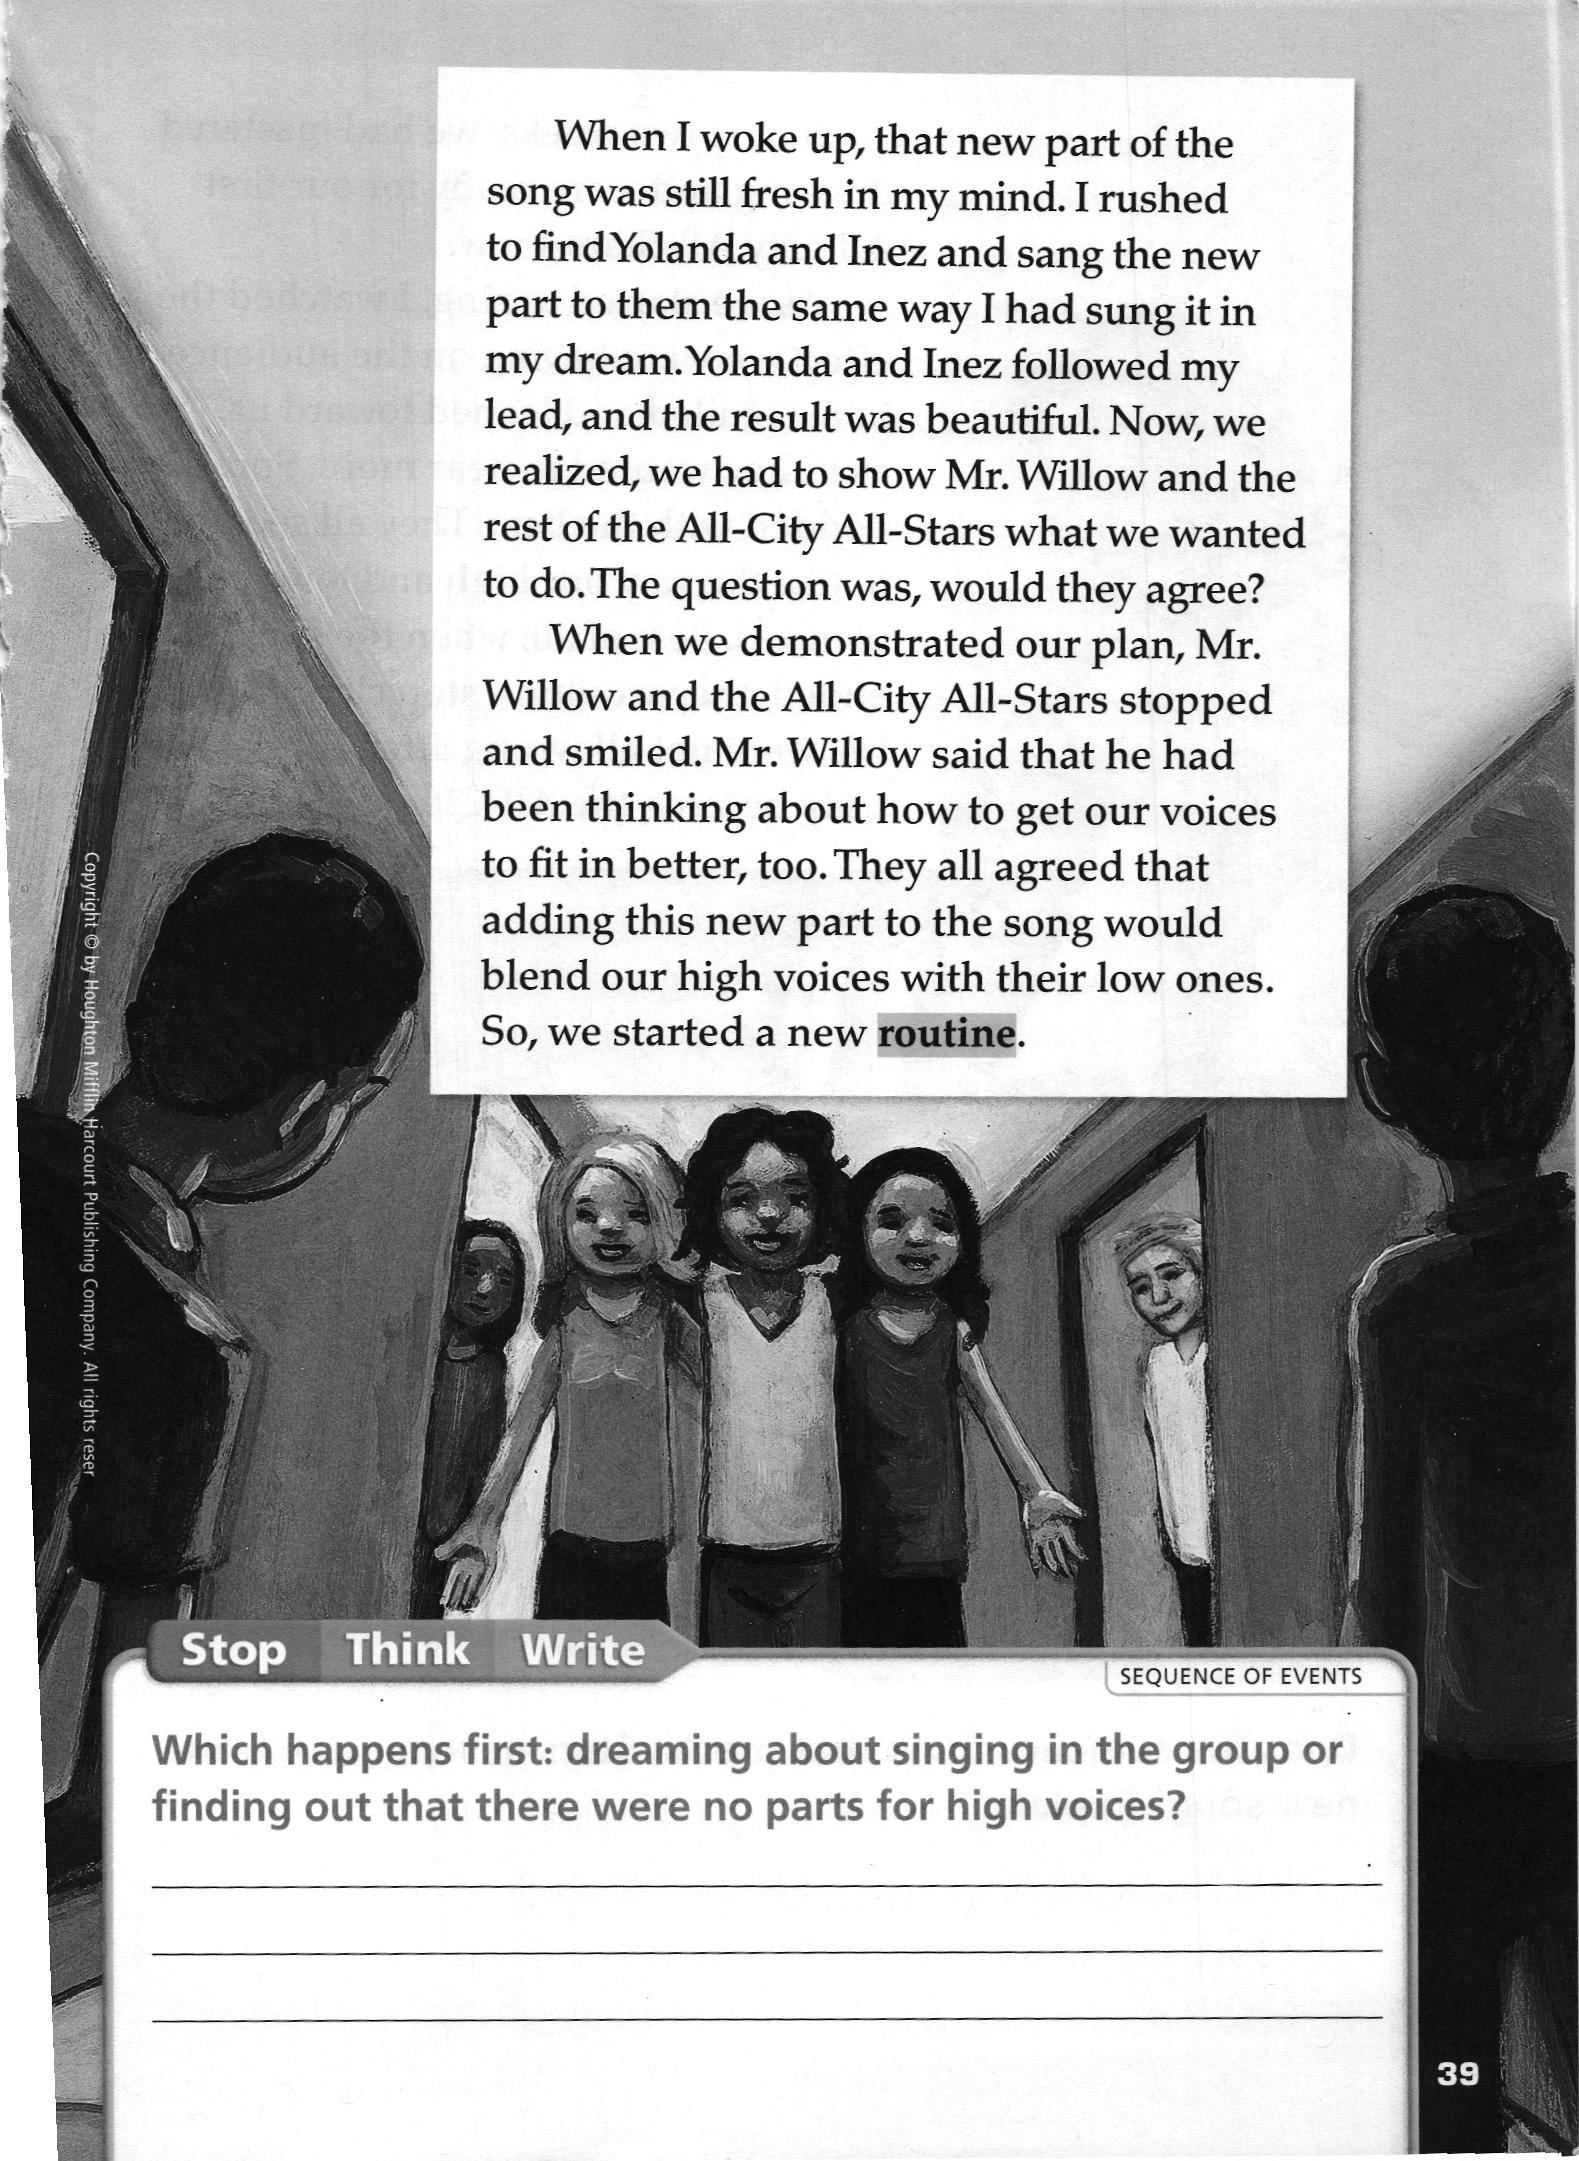 When I woke up, that new part of the
song was still fresh in my mind. I rushed
to find Yolanda and Inez and sang the new
part to them the same way I had sung it in
my dream. Yolanda and Inez followed my
lead, and the result was beautiful. Now, we
realized, we had to show Mr. Willow and the
rest of the All-City All-Stars what we wanted
to do. The question was, would they agree?
When we demonstrated our plan, Mr.
Willow and the All-City All-Stars stopped
and smiled. Mr. Willow said that he had
been thinking about how to get our voices
to fit in better, too. They all agreed that
adding this new part to the song would
blend our high voices with their low ones.
So, we started a new routine.
Copyright © by Houghton Mifflin Harcourt Publishing Company. All rights reser
Stop Think Write
SEQUENCE OF EVENTS
Which happens first: dreaming about singing in the group or
finding out that there were no parts for high voices?
39